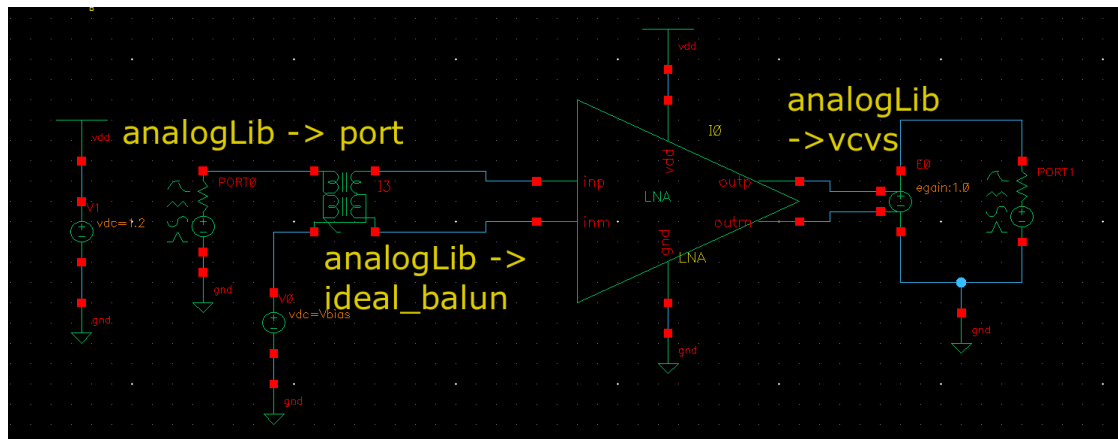 vdd
analogLib
->vcvs
analogLib -> port
vdd
I0
PORT0
I3
vdd
E0
PORT1
V1
inp
outp
egain:1.0
LNA
vdc=1.2
inm
outm
gnd
LNA
analogLib ->
ideal_balun
gnd
V0
vdc=Vbias
gnd
gnd
gnd
gnd